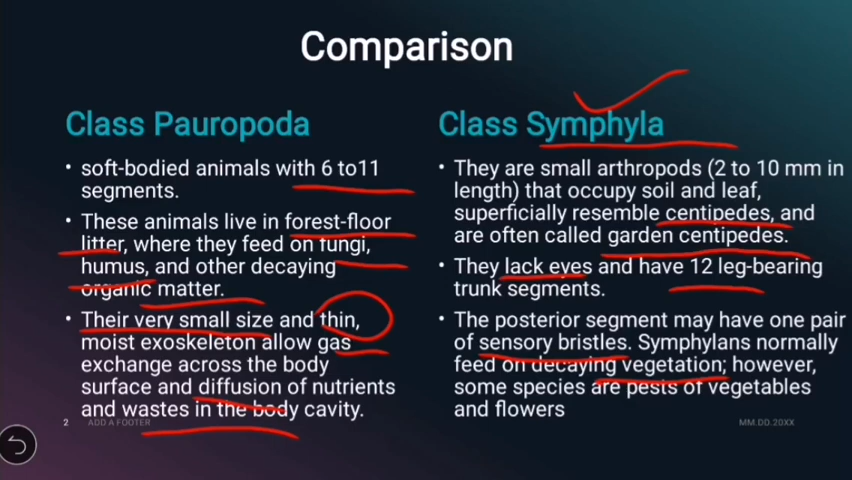 Comparison
Class Pauropoda
• soft-bodied animals with 6 to11
segments.
• These animals live in forest-floor
litter, where they feed on fungi,
humus, and other decaying
organic matter.
• Their very small size and thin,
moist exoskeleton allow gas
exchange across the body
surface and diffusion of nutrients
and wastes in the body cavity.
Class Symphyla
• They are small arthropods (2 to 10 mm in
length) that occupy soil and leaf,
superficially resemble centipedes, and
are often called garden centipedes.
• They lack eyes and have 12 leg-bearing
trunk segments.
• The posterior segment may have one pair
of sensory bristles. Symphylans normally
feed on decaying vegetation; however,
some species are pests of vegetables
and flowers
2 ADD A FOOTER MM.DD.20XX